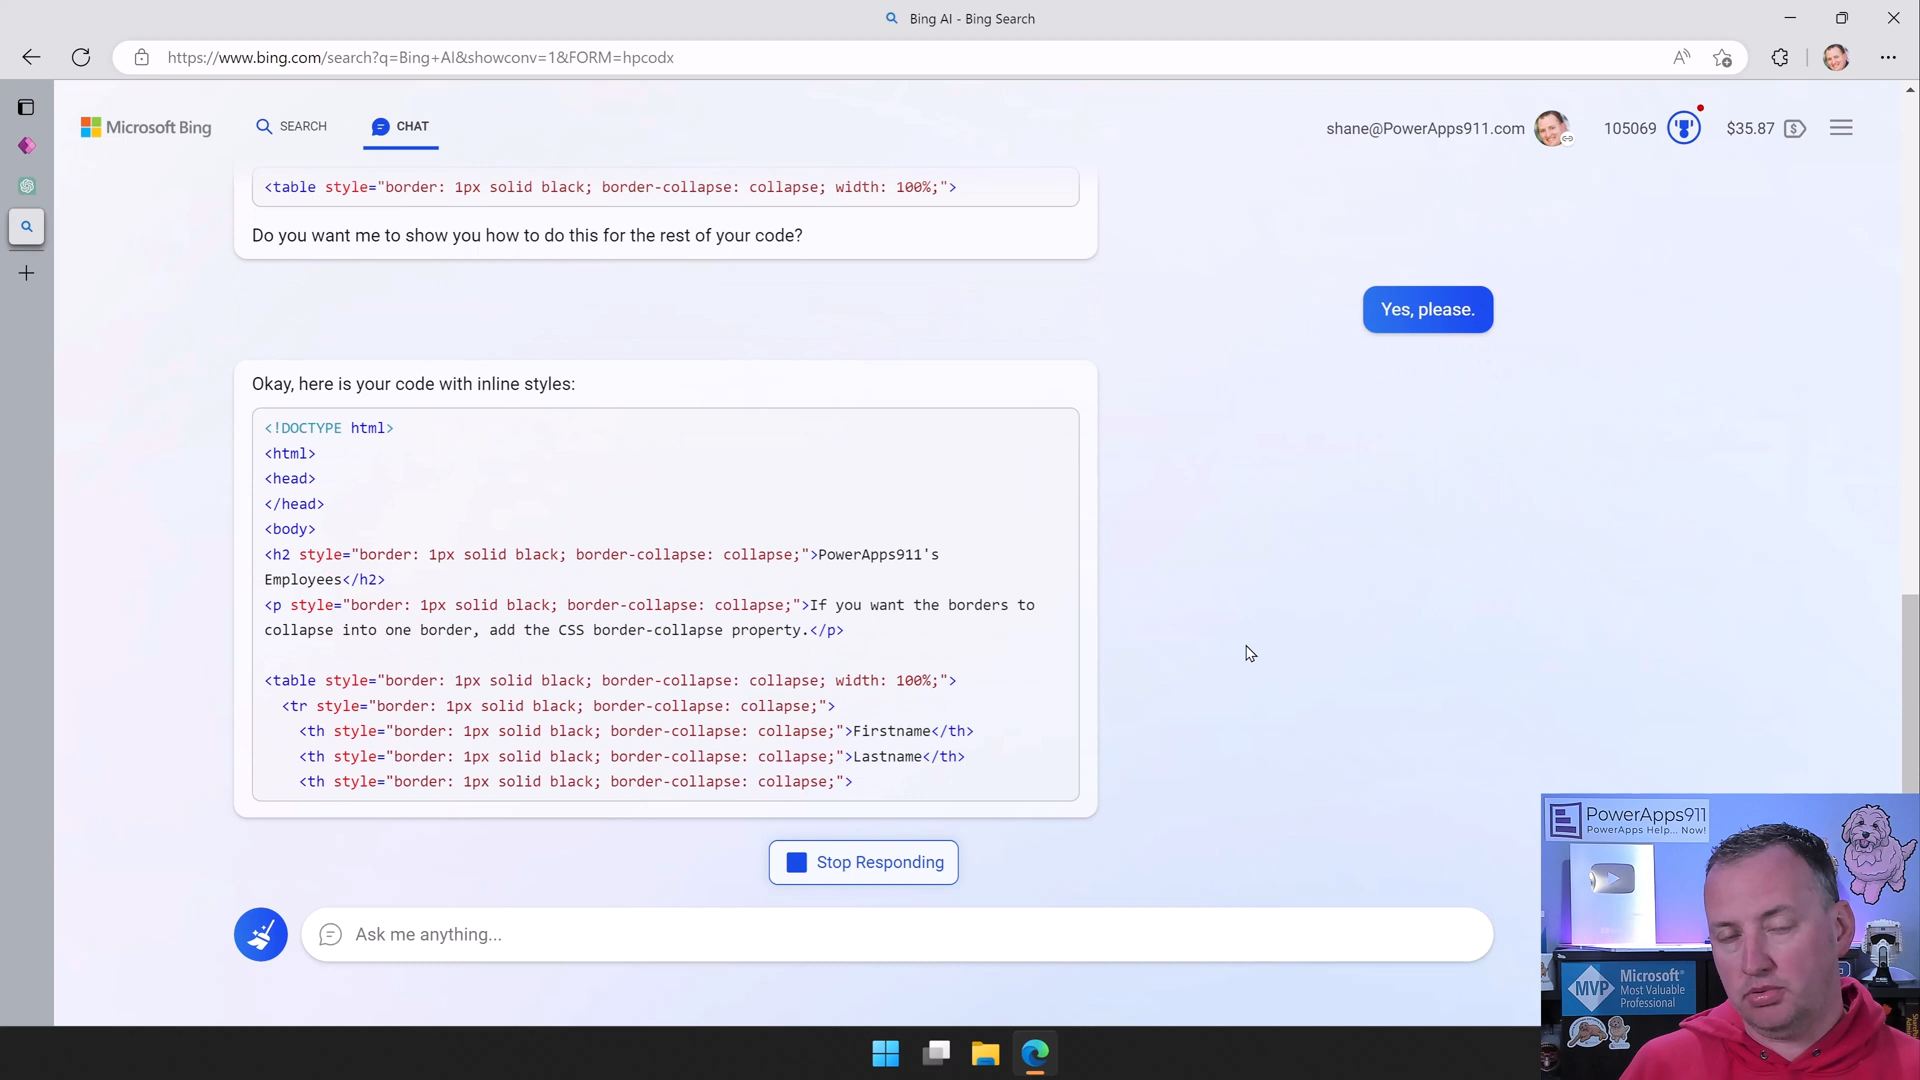 Bing AI - Bing Search
https://www.bing.com/search?q=Bing+AI&showconv=1&FORM=hpcodx
Microsoft Bing
SEARCH
CHAT
shane@PowerApps911.com
105069
$35.87
<table style="border: 1px solid black; border-collapse: collapse; width: 100%;">
Do you want me to show you how to do this for the rest of your code?
Yes, please.
Okay, here is your code with inline styles:
<!DOCTYPE html>
<html>
<head>
</head>
<body>
<h2 style="border: 1px solid black; border-collapse: collapse;">PowerApps911's
Employees</h2>
<p style="border: 1px solid black; border-collapse: collapse;">If you want the borders to
collapse into one border, add the CSS border-collapse property.</p>
<table style="border: 1px solid black; border-collapse: collapse; width: 100%;">
<tr style="border: 1px solid black; border-collapse: collapse;">
<th style="border: 1px solid black; border-collapse: collapse;">Firstname</th>
<th style="border: 1px solid black; border-collapse: collapse;">Lastname</th>
<th style="border: 1px solid black; border-collapse: collapse;">
Stop Responding
Ask me anything...
PowerApps911
PowerApps Help... Now!
MVP
Microsoft®
Most Valuable
Professional